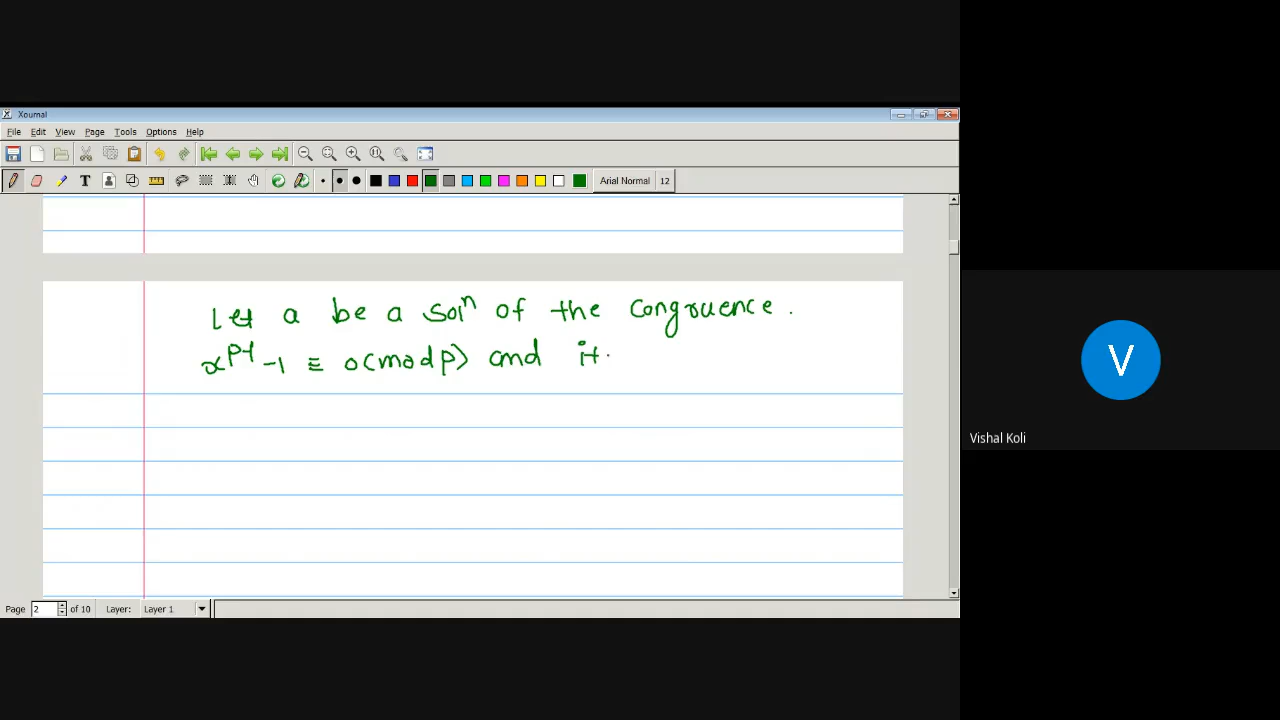 Xournal
File Edit View Page Tools Options Help
T Arial Normal 12
Let a be a solⁿ of the congruence.
x^{p-1} -1 ≡ 0(mod p) and it.
V
Vishal Koli
Page 2 of 10 Layer: Layer 1